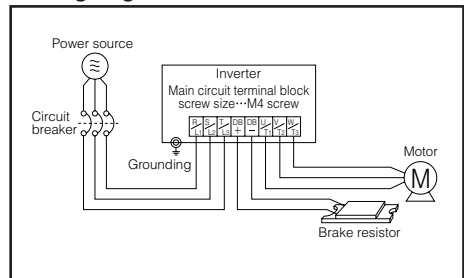 Power source
Inverter
Main circuit terminal block
screw size···M4 screw
Circuit
breaker
R/L1 S/L2 T/L3 DB+ DB− U/T1 V/T2 W/T3
Grounding
Motor
M
Brake resistor